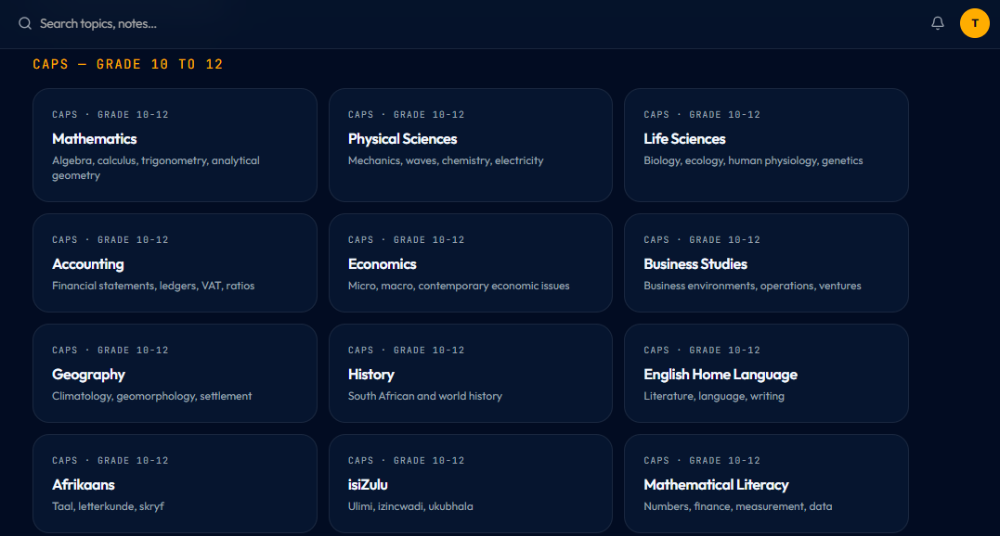 Search topics, notes...
T
CAPS — GRADE 10 TO 12
CAPS · GRADE 10-12
Mathematics
Algebra, calculus, trigonometry, analytical
geometry
CAPS · GRADE 10-12
Physical Sciences
Mechanics, waves, chemistry, electricity
CAPS · GRADE 10-12
Life Sciences
Biology, ecology, human physiology, genetics
CAPS · GRADE 10-12
Accounting
Financial statements, ledgers, VAT, ratios
CAPS · GRADE 10-12
Economics
Micro, macro, contemporary economic issues
CAPS · GRADE 10-12
Business Studies
Business environments, operations, ventures
CAPS · GRADE 10-12
Geography
Climatology, geomorphology, settlement
CAPS · GRADE 10-12
History
South African and world history
CAPS · GRADE 10-12
English Home Language
Literature, language, writing
CAPS · GRADE 10-12
Afrikaans
Taal, letterkunde, skryf
CAPS · GRADE 10-12
isiZulu
Ulimi, izincwadi, ukubhala
CAPS · GRADE 10-12
Mathematical Literacy
Numbers, finance, measurement, data